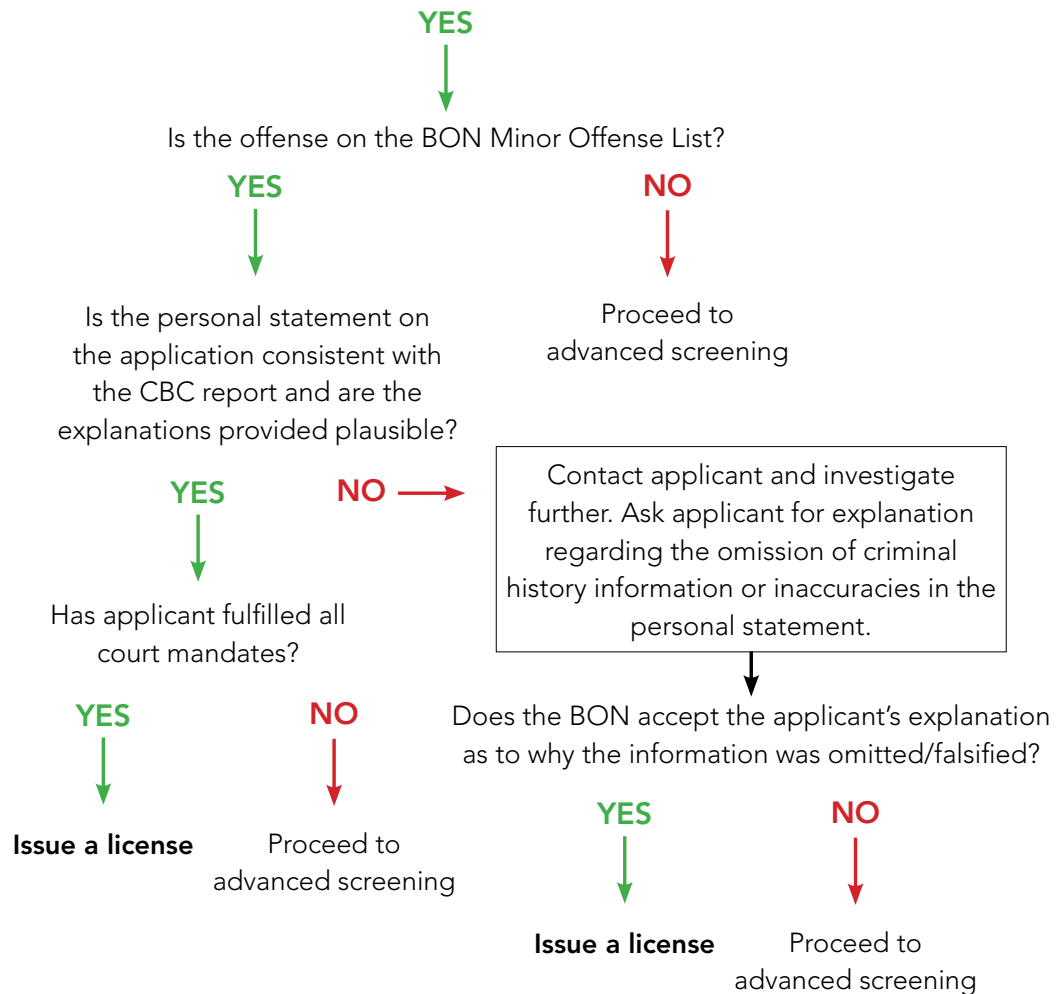 YES
Is the offense on the BON Minor Offense List?
YES
NO
Is the personal statement on
the application consistent with
the CBC report and are the
explanations provided plausible?
Proceed to
advanced screening
YES
NO
Contact applicant and investigate
further. Ask applicant for explanation
regarding the omission of criminal
history information or inaccuracies in the
personal statement.
Has applicant fulfilled all
court mandates?
YES
NO
Does the BON accept the applicant’s explanation
as to why the information was omitted/falsified?
Issue a license
Proceed to
advanced screening
YES
NO
Issue a license
Proceed to
advanced screening